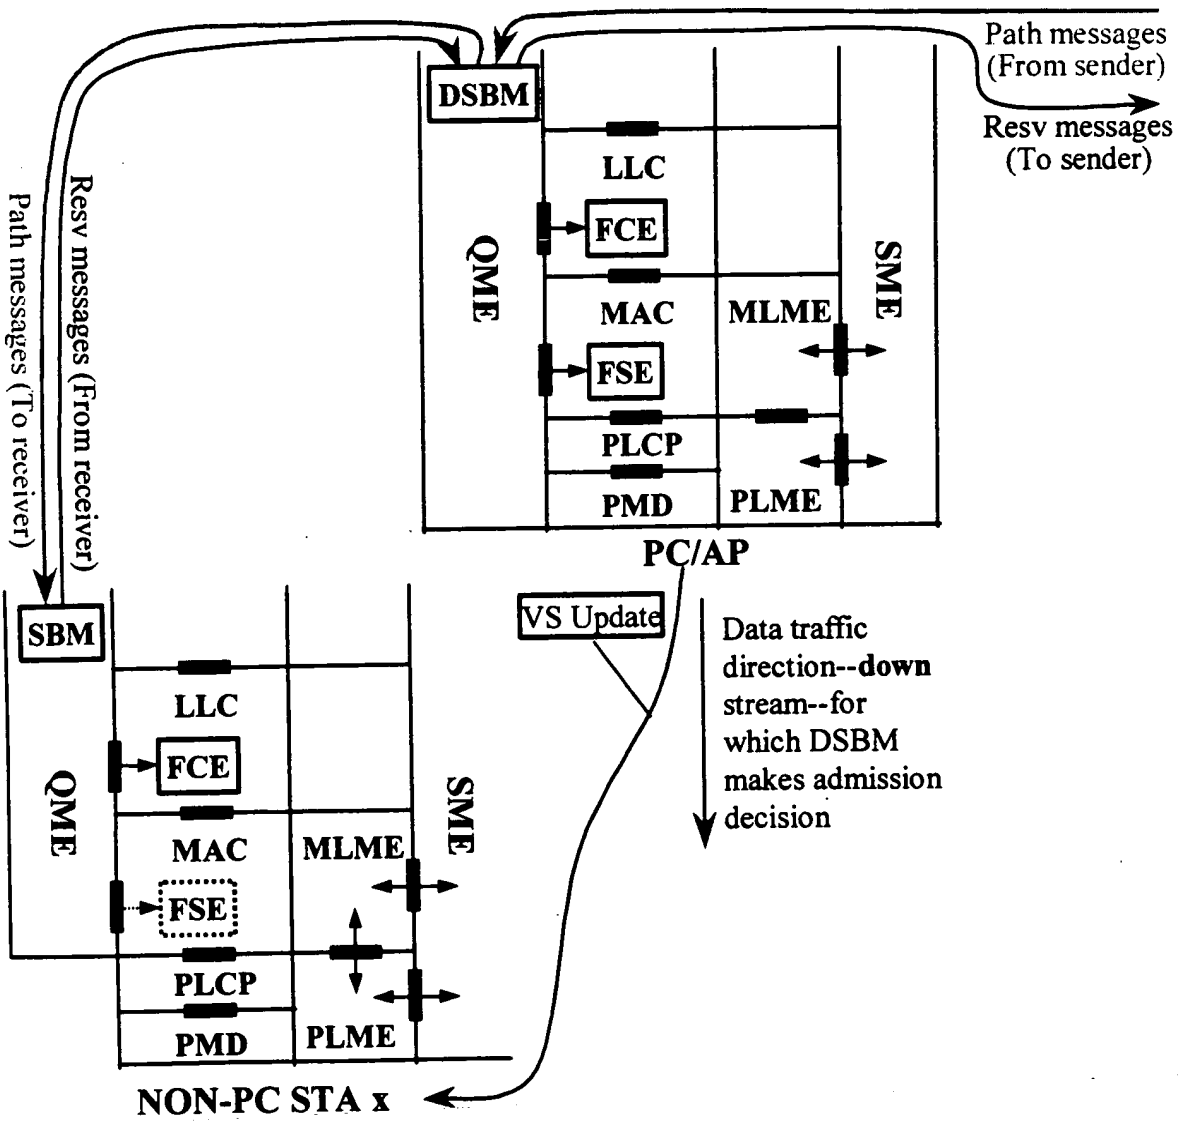 Path messages
(From sender)
Resv messages
(To sender)
DSBM
LLC
FCE
QME
SME
MAC
MLME
FSE
PLCP
PMD
PLME
PC/AP
Path messages (To receiver)
Resv messages (From receiver)
VS Update
Data traffic
direction--down
stream--for
which DSBM
makes admission
decision
SBM
LLC
FCE
QME
SME
MAC
MLME
FSE
PLCP
PMD
PLME
NON-PC STA x